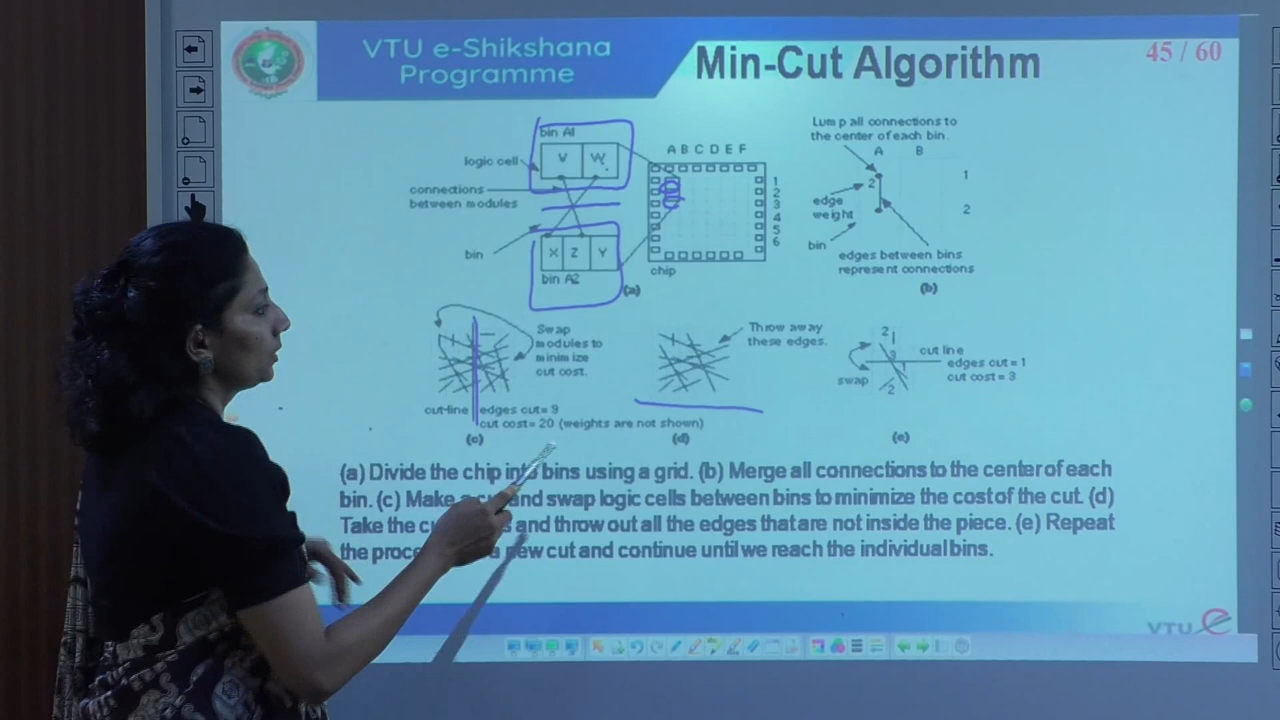 VTU e-Shikshana
Programme
Min-Cut Algorithm
45 / 60
bin A1
logic cell
V W
connections
between modules
bin
X Z Y
bin A2
(a)
A B C D E F
1
2
3
4
5
6
chip
Lump all connections to
the center of each bin.
A B
1
2
2
edge
weight
bin
edges between bins
represent connections
(b)
Swap
modules to
minimize
cut cost.
cut-line
edges cut= 9
cut cost= 20 (weights are not shown)
(c)
Throw away
these edges.
(d)
2
3
1
2
swap
cut line
edges cut = 1
cut cost = 3
(e)
(a) Divide the chip into bins using a grid. (b) Merge all connections to the center of each
bin. (c) Make a and swap logic cells between bins to minimize the cost of the cut. (d)
Take the and throw out all the edges that are not inside the piece. (e) Repeat
the new cut and continue until we reach the individual bins.
VTU e